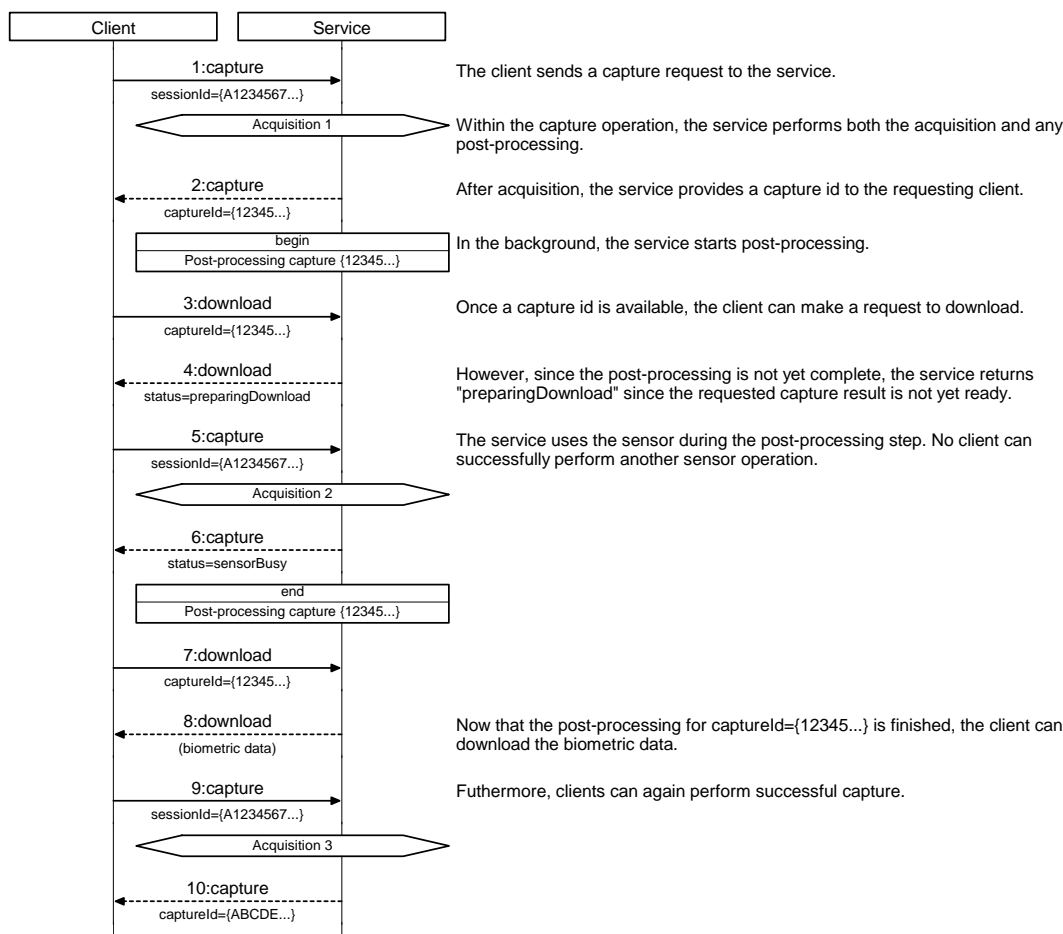 Client Service
1:capture
The client sends a capture request to the service.
sessionId={A1234567...}
Acquisition 1
Within the capture operation, the service performs both the acquisition and any
post-processing.
2:capture
After acquisition, the service provides a capture id to the requesting client.
captureId={12345...}
begin
In the background, the service starts post-processing.
Post-processing capture {12345...}
3:download
Once a capture id is available, the client can make a request to download.
captureId={12345...}
4:download
However, since the post-processing is not yet complete, the service returns
"preparingDownload" since the requested capture result is not yet ready.
status=preparingDownload
5:capture
The service uses the sensor during the post-processing step. No client can
successfully perform another sensor operation.
sessionId={A1234567...}
Acquisition 2
6:capture
status=sensorBusy
end
Post-processing capture {12345...}
7:download
captureId={12345...}
8:download
Now that the post-processing for captureId={12345...} is finished, the client can
download the biometric data.
(biometric data)
9:capture
Futhermore, clients can again perform successful capture.
sessionId={A1234567...}
Acquisition 3
10:capture
captureId={ABCDE...}